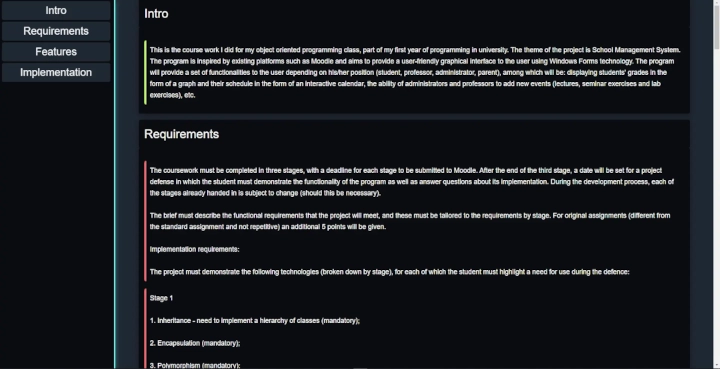 Intro
Requirements
Features
Implementation
Intro
This is the course work I did for my object oriented programming class, part of my first year of programming in university. The theme of the project is School Management System.
The program is inspired by existing platforms such as Moodle and aims to provide a user-friendly graphical interface to the user using Windows Forms technology. The program
will provide a set of functionalities to the user depending on his/her position (student, professor, administrator, parent), among which will be: displaying students' grades in the
form of a graph and their schedule in the form of an interactive calendar, the ability of administrators and professors to add new events (lectures, seminar exercises and lab
exercises), etc.
Requirements
The coursework must be completed in three stages, with a deadline for each stage to be submitted to Moodle. After the end of the third stage, a date will be set for a project
defense in which the student must demonstrate the functionality of the program as well as answer questions about its implementation. During the development process, each of
the stages already handed in is subject to change (should this be necessary).
The brief must describe the functional requirements that the project will meet, and these must be tailored to the requirements by stage. For original assignments (different from
the standard assignment and not repetitive) an additional 5 points will be given.
Implementation requirements:
The project must demonstrate the following technologies (broken down by stage), for each of which the student must highlight a need for use during the defence:
Stage 1
1. Inheritance - need to implement a hierarchy of classes (mandatory);
2. Encapsulation (mandatory);
3. Polymorphism (mandatory);